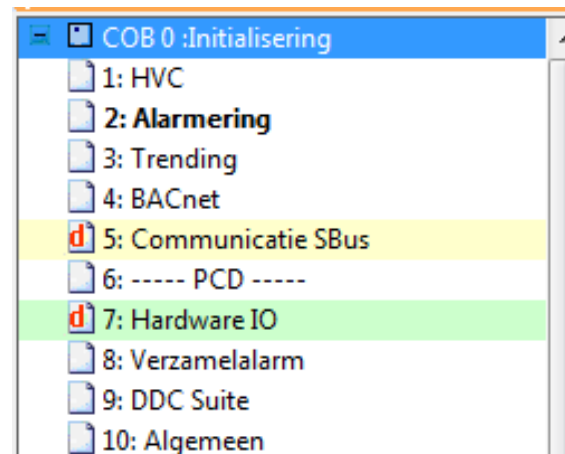 COB 0 :Initialisering
1: HVC
2: Alarmering
3: Trending
4: BACnet
d 5: Communicatie SBus
6: ----- PCD -----
d 7: Hardware IO
8: Verzamelalarm
9: DDC Suite
10: Algemeen